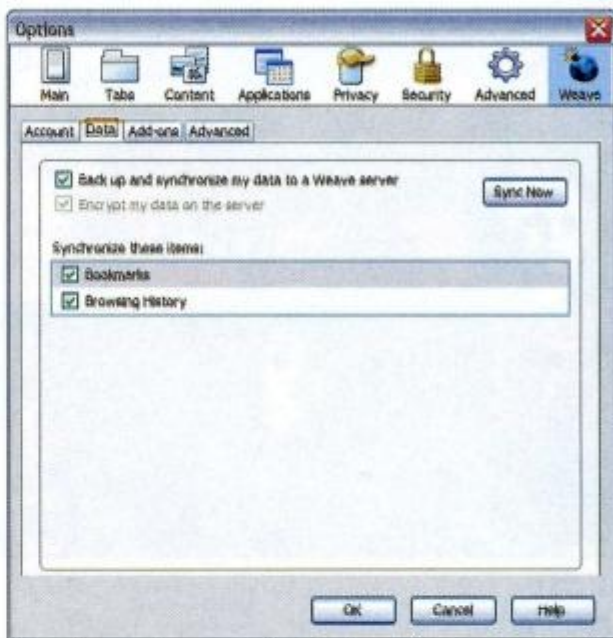 Options
Main Tabs Content Applications Privacy Security Advanced Weave
Account Data Add-ons Advanced
Back up and synchronize my data to a Weave server
Sync Now
Encrypt my data on the server
Synchronize these items:
Bookmarks
Browsing History
OK Cancel Help